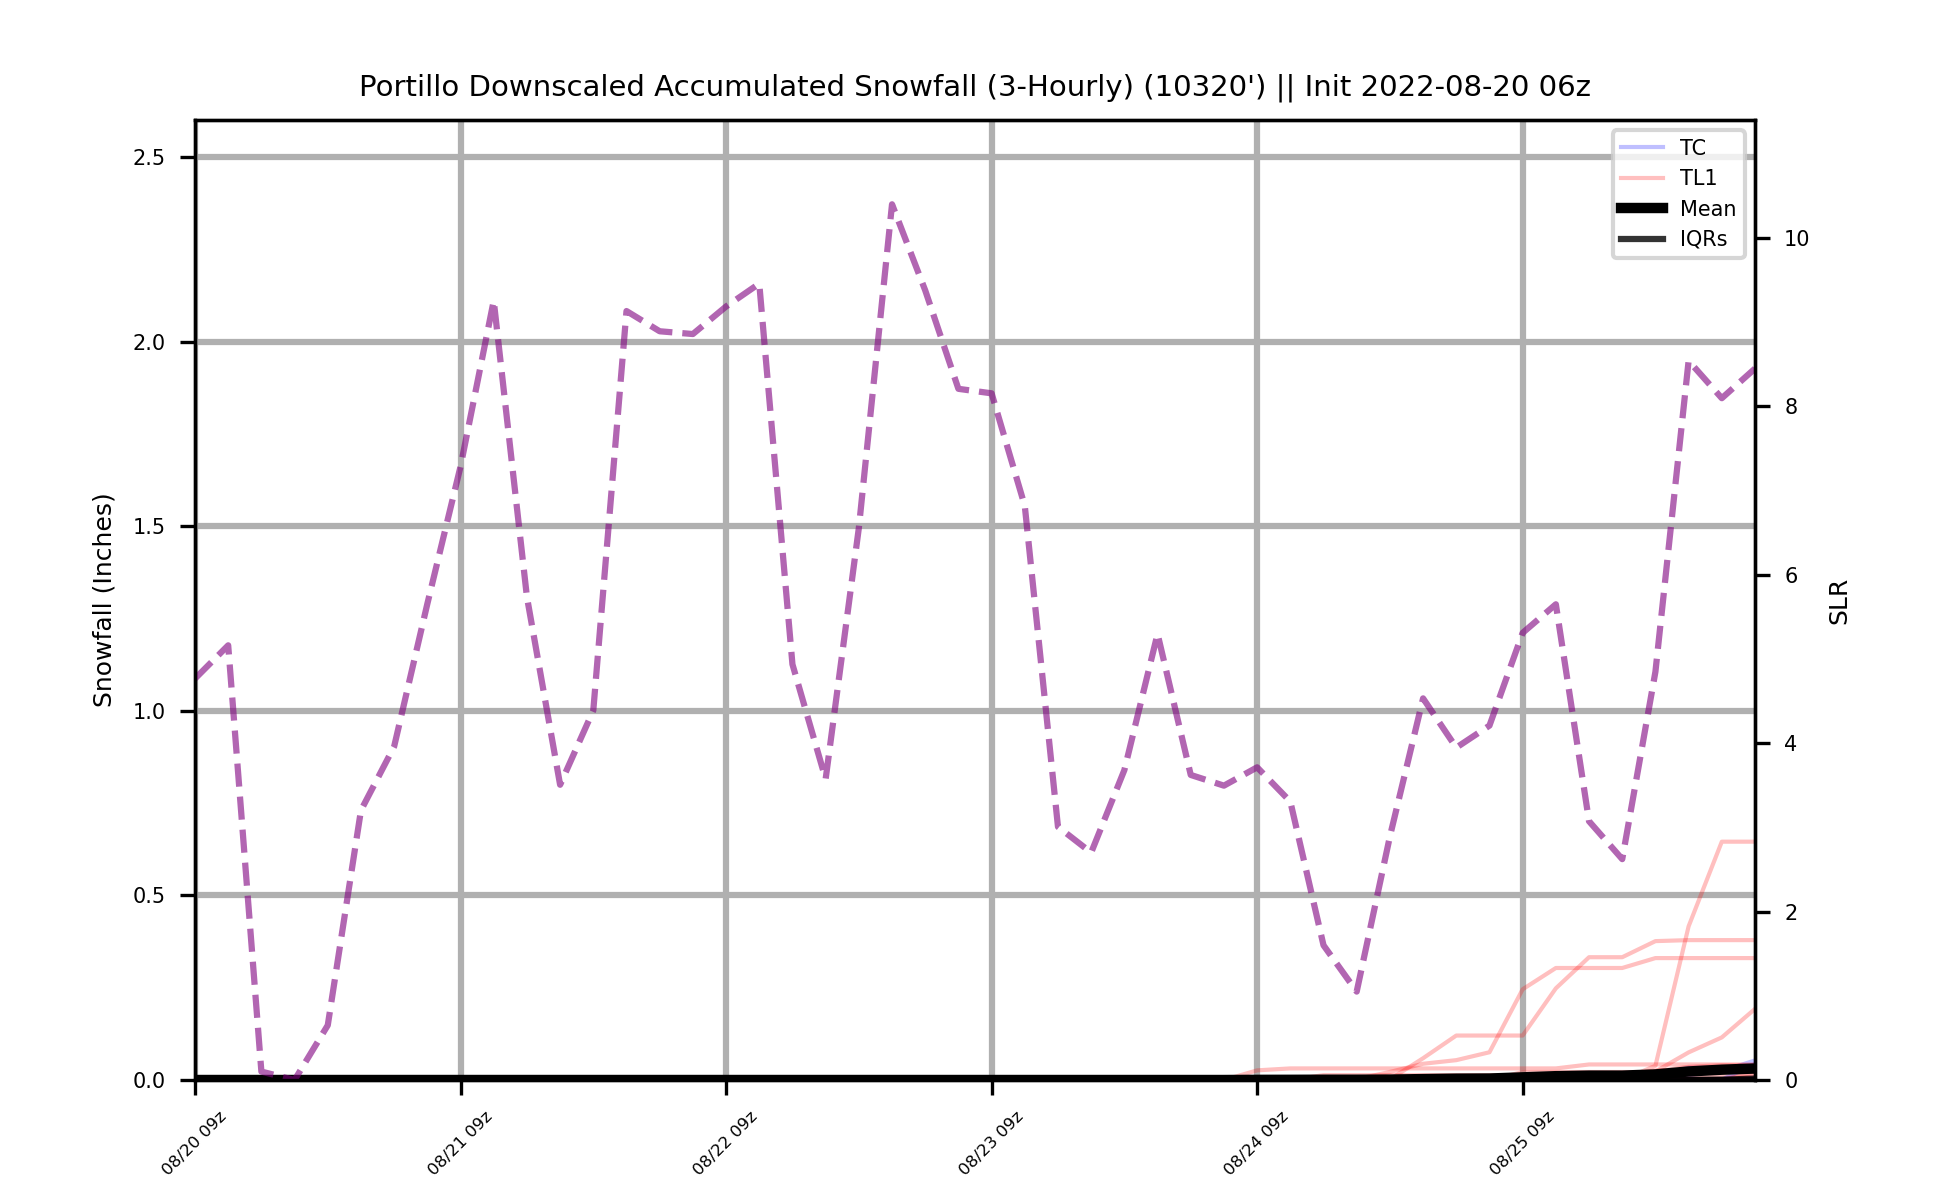 Portillo Downscaled Accumulated Snowfall (3-Hourly) (10320') || Init 2022-08-20 06z
TC
TL1
Mean
IQRs
Snowfall (Inches)
2.5
2.0
1.5
1.0
0.5
0.0
10
8
6
4
2
0
SLR
08/20 09z
08/21 09z
08/22 09z
08/23 09z
08/24 09z
08/25 09z